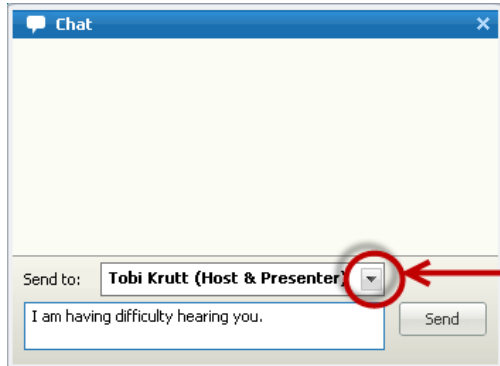 Chat
Send to: Tobi Krutt (Host & Presenter)
I am having difficulty hearing you.
Send